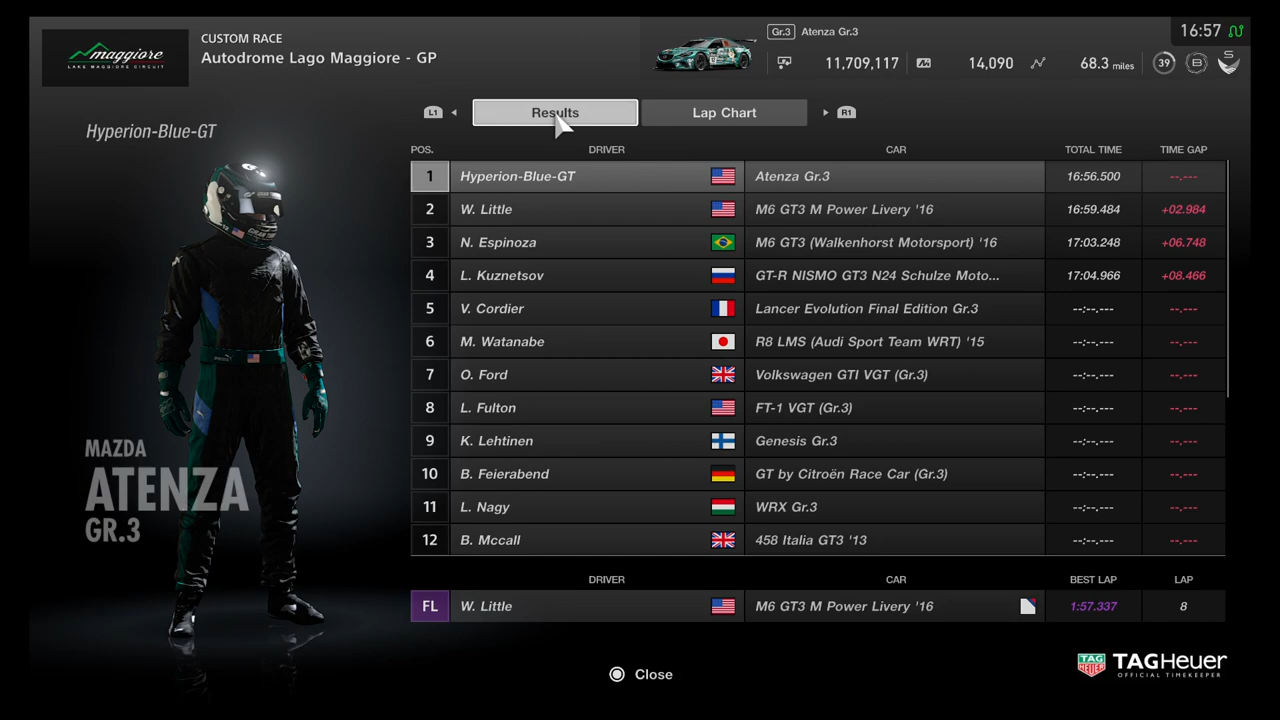 maggiore
LAKE MAGGIORE CIRCUIT
CUSTOM RACE
Autodrome Lago Maggiore - GP
Gr.3 Atenza Gr.3
16:57
11,709,117 14,090 68.3 miles 39 B S
L1 Results Lap Chart R1
Hyperion-Blue-GT
MAZDA
ATENZA
GR.3
POS. DRIVER CAR TOTAL TIME TIME GAP
1 Hyperion-Blue-GT Atenza Gr.3 16:56.500 --.---
2 W. Little M6 GT3 M Power Livery '16 16:59.484 +02.984
3 N. Espinoza M6 GT3 (Walkenhorst Motorsport) '16 17:03.248 +06.748
4 L. Kuznetsov GT-R NISMO GT3 N24 Schulze Moto... 17:04.966 +08.466
5 V. Cordier Lancer Evolution Final Edition Gr.3 --:--.--- --.---
6 M. Watanabe R8 LMS (Audi Sport Team WRT) '15 --:--.--- --.---
7 O. Ford Volkswagen GTI VGT (Gr.3) --:--.--- --.---
8 L. Fulton FT-1 VGT (Gr.3) --:--.--- --.---
9 K. Lehtinen Genesis Gr.3 --:--.--- --.---
10 B. Feierabend GT by Citroën Race Car (Gr.3) --:--.--- --.---
11 L. Nagy WRX Gr.3 --:--.--- --.---
12 B. Mccall 458 Italia GT3 '13 --:--.--- --.---
DRIVER CAR BEST LAP LAP
FL W. Little M6 GT3 M Power Livery '16 1:57.337 8
Close
TAG HEUER TAGHeuer
OFFICIAL TIMEKEEPER